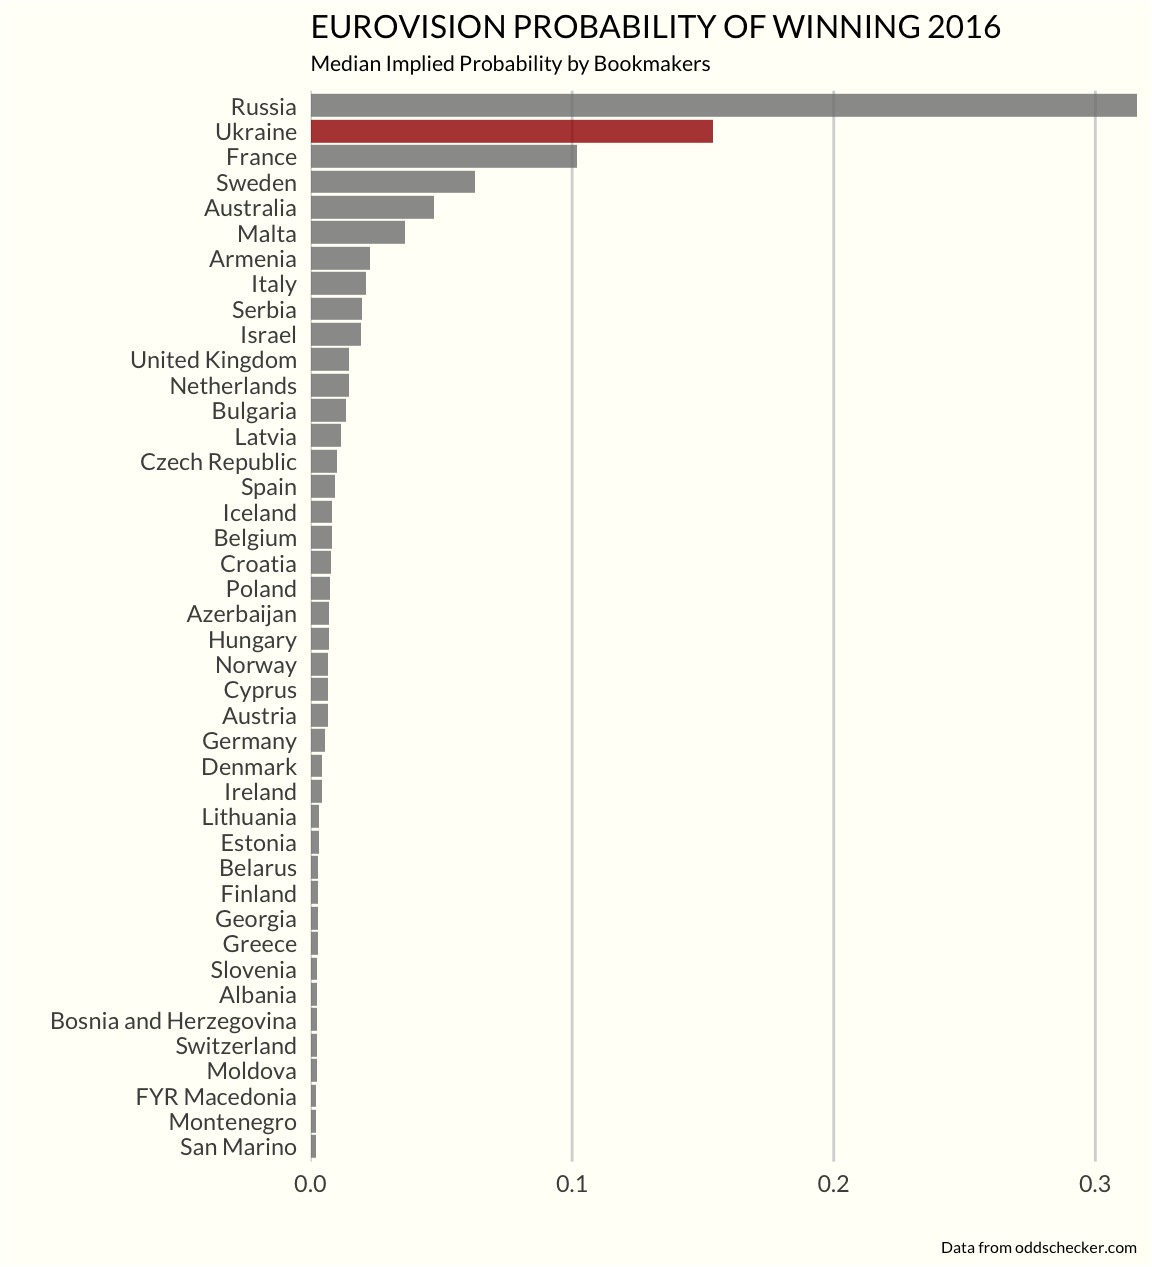 EUROVISION PROBABILITY OF WINNING 2016
Median Implied Probability by Bookmakers
Russia
Ukraine
France
Sweden
Australia
Malta
Armenia
Italy
Serbia
Israel
United Kingdom
Netherlands
Bulgaria
Latvia
Czech Republic
Spain
Iceland
Belgium
Croatia
Poland
Azerbaijan
Hungary
Norway
Cyprus
Austria
Germany
Denmark
Ireland
Lithuania
Estonia
Belarus
Finland
Georgia
Greece
Slovenia
Albania
Bosnia and Herzegovina
Switzerland
Moldova
FYR Macedonia
Montenegro
San Marino
0.0 0.1 0.2 0.3
Data from oddschecker.com